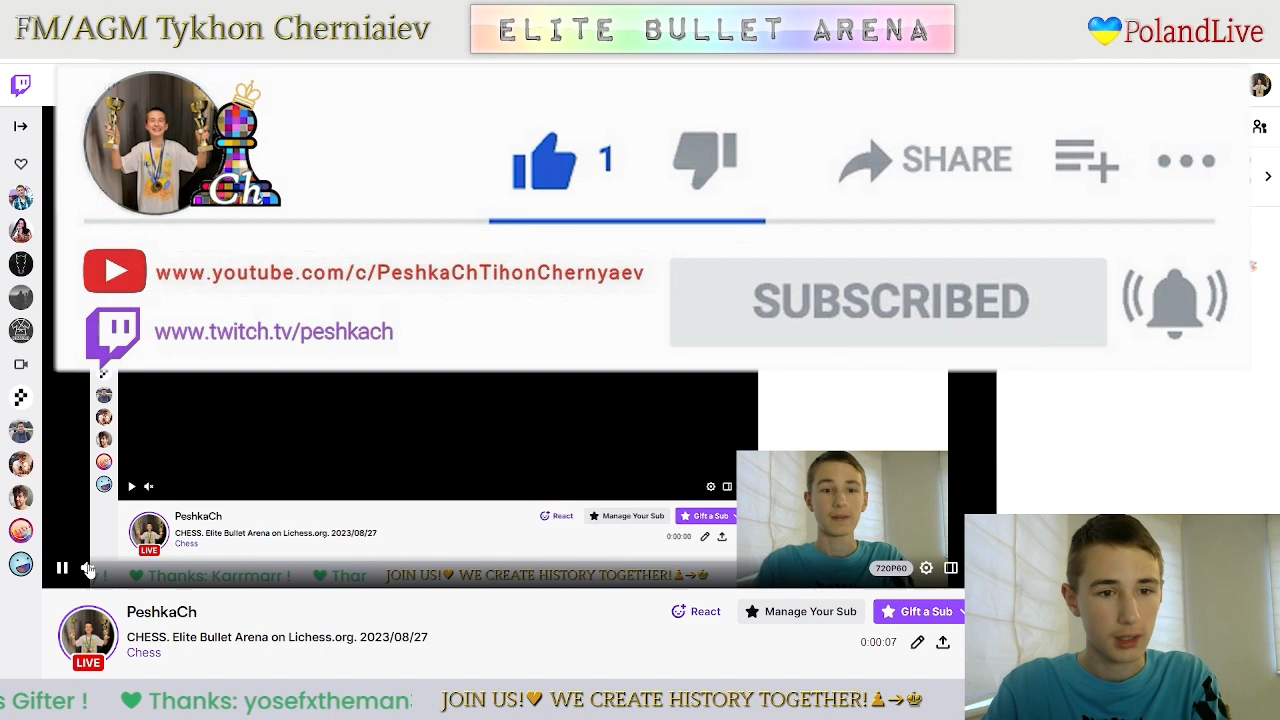 FM/AGM Tykhon Cherniaiev
ELITE BULLET ARENA
PolandLive
Ch
1
SHARE
www.youtube.com/c/PeshkaChTihonChernyaev
SUBSCRIBED
www.twitch.tv/peshkach
PeshkaCh
React
Manage Your Sub
Gift a Sub
CHESS. Elite Bullet Arena on Lichess.org. 2023/08/27
Chess
0:00:00
LIVE
! Thanks: Karrmarr ! Thar
JOIN US! WE CREATE HISTORY TOGETHER!
720P60
PeshkaCh
React
Manage Your Sub
Gift a Sub
CHESS. Elite Bullet Arena on Lichess.org. 2023/08/27
Chess
0:00:07
LIVE
s Gifter ! Thanks: yosefxtheman
JOIN US! WE CREATE HISTORY TOGETHER!